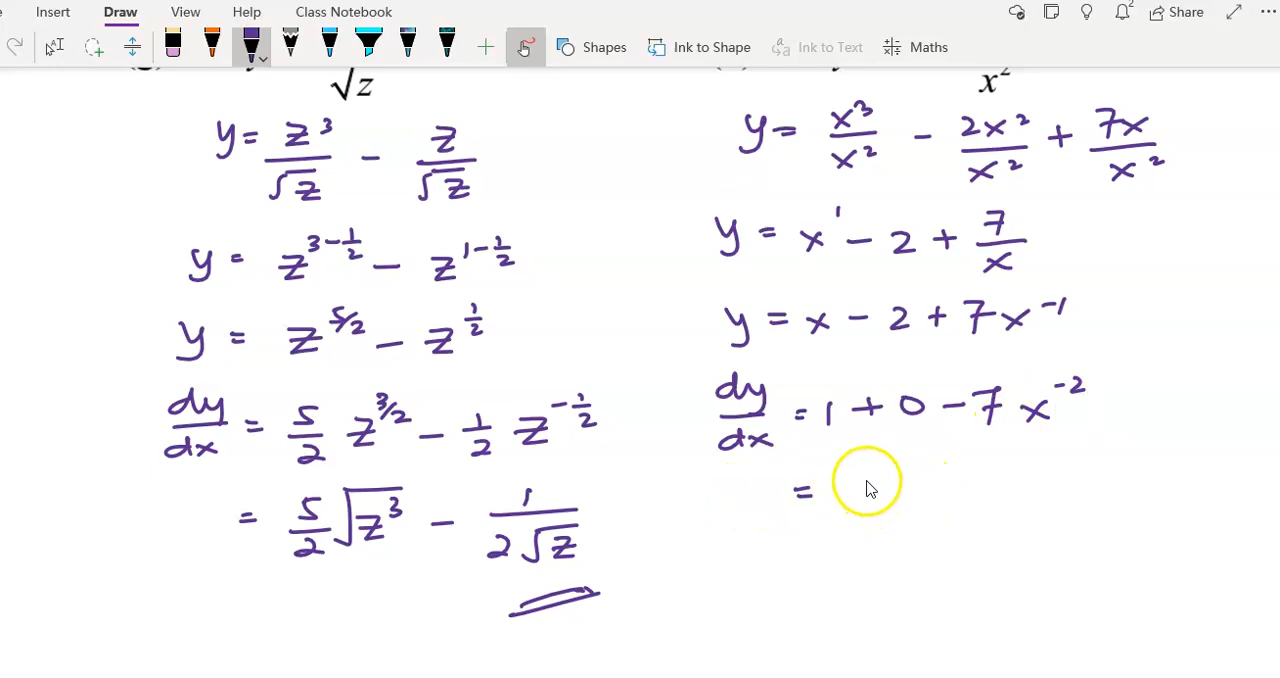 Insert Draw View Help Class Notebook Share
Shapes Ink to Shape Ink to Text Maths
√z
y = z³/√z - z/√z
y = z^(3-1/2) - z^(1-1/2)
y = z^(5/2) - z^(1/2)
dy/dx = 5/2 z^(3/2) - 1/2 z^(-1/2)
= 5/2 √z³ - 1/(2√z)
x²
y = x³/x² - 2x²/x² + 7x/x²
y = x¹ - 2 + 7/x
y = x - 2 + 7x⁻¹
dy/dx = 1 + 0 - 7x⁻²
=